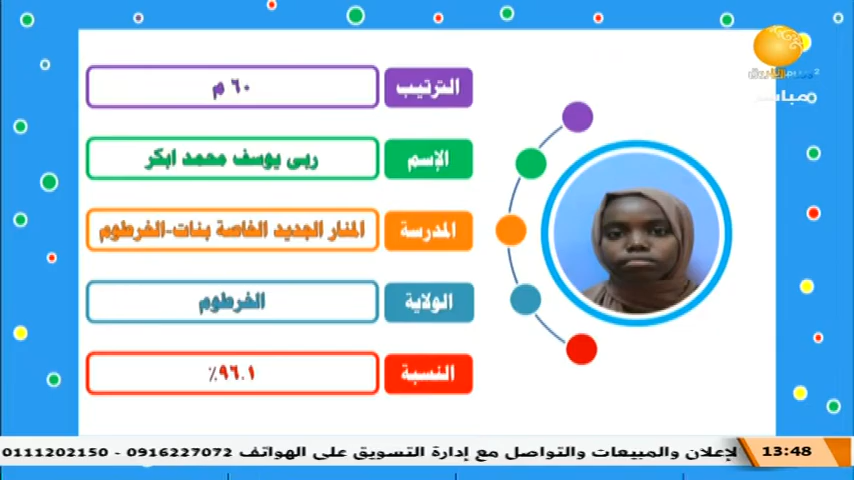 مباشر
الترتيب ٦٠ م
الإسم ربى يوسف محمد ابكر
المدرسة المنار الجديد الخاصة بنات-الخرطوم
الولاية الخرطوم
النسبة ٩٦.١٪
لإعلان والمبيعات والتواصل مع إدارة التسويق على الهواتف 0916227072 - 0111202150
13:48